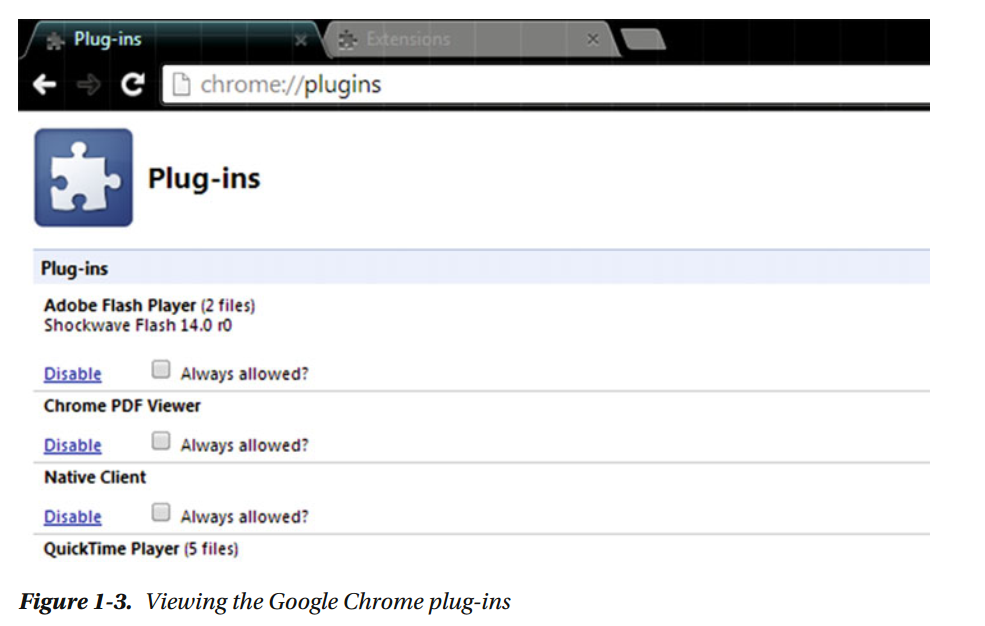 Plug-ins
Extensions
chrome://plugins
Plug-ins
Plug-ins
Adobe Flash Player (2 files)
Shockwave Flash 14.0 r0
Disable Always allowed?
Chrome PDF Viewer
Disable Always allowed?
Native Client
Disable Always allowed?
QuickTime Player (5 files)
Figure 1-3. Viewing the Google Chrome plug-ins